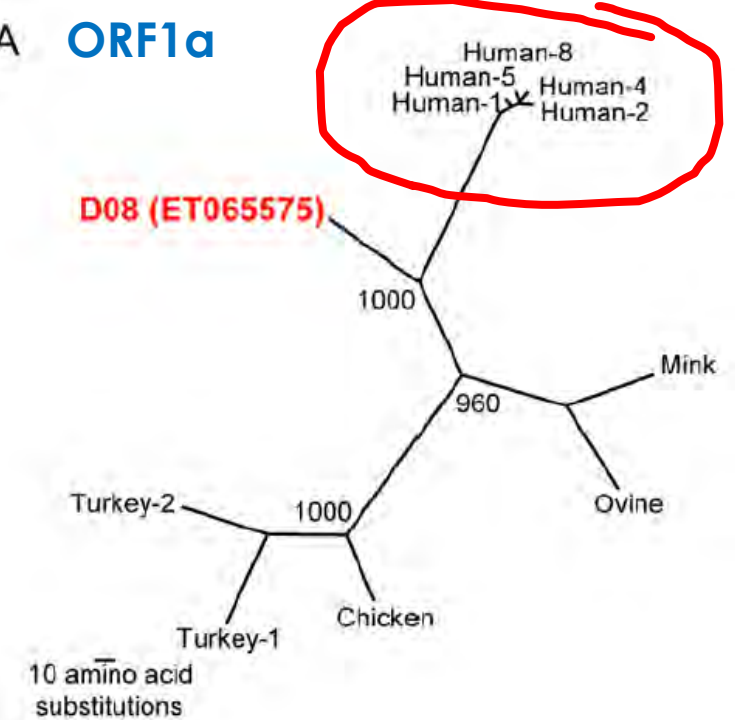 A ORF1a
Human-8
Human-5
Human-4
Human-1
Human-2
D08 (ET065575)
1000
Mink
960
Turkey-2
1000
Ovine
Chicken
Turkey-1
10 amino acid
substitutions